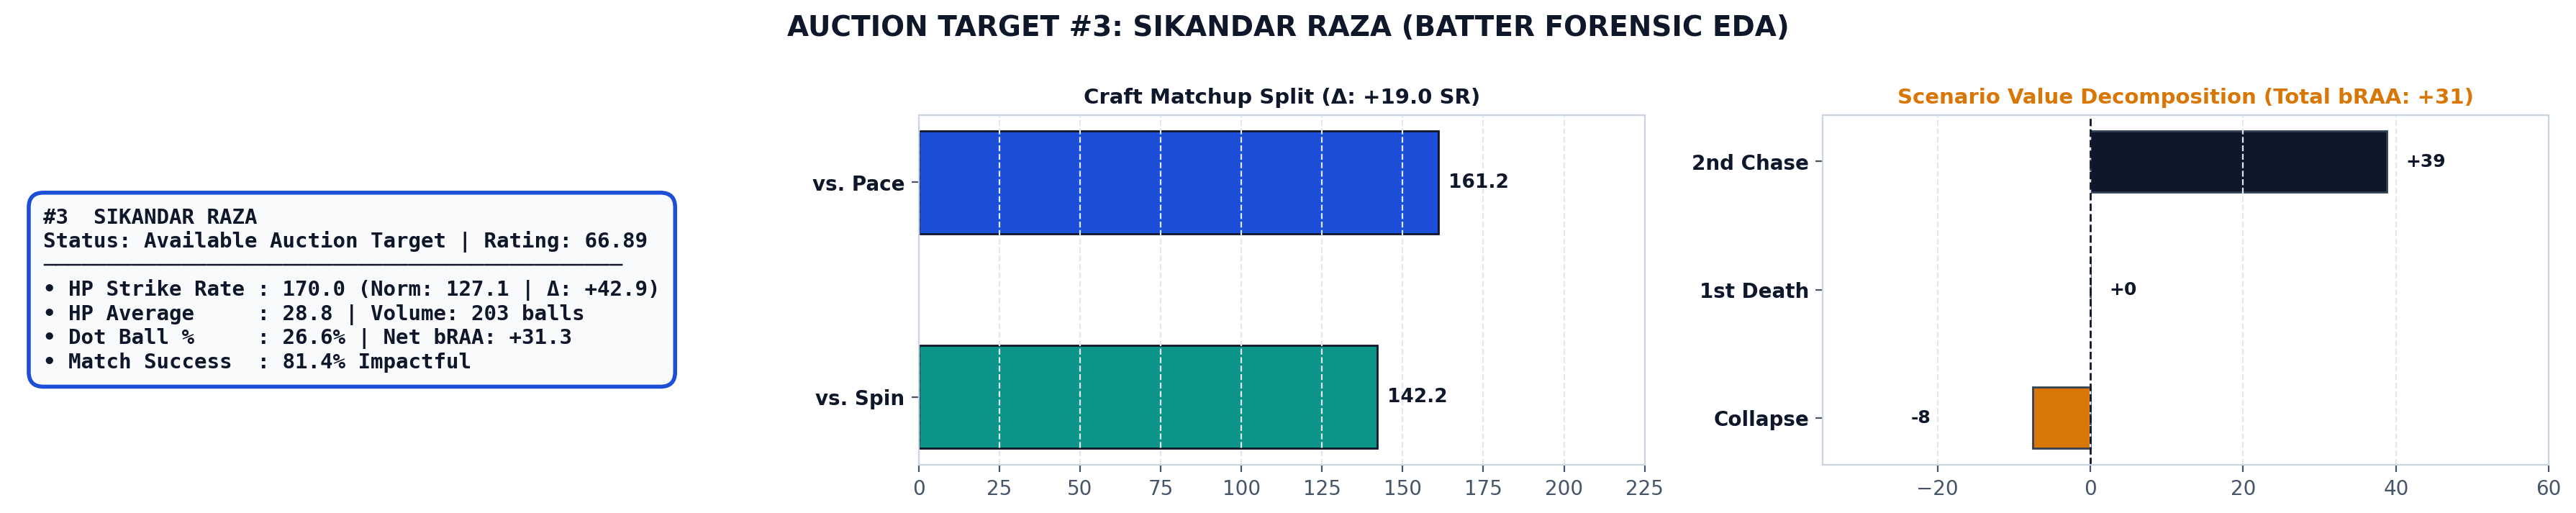 AUCTION TARGET #3: SIKANDAR RAZA (BATTER FORENSIC EDA)
#3  SIKANDAR RAZA
Status: Available Auction Target | Rating: 66.89
• HP Strike Rate : 170.0 (Norm: 127.1 | Δ: +42.9)
• HP Average     : 28.8 | Volume: 203 balls
• Dot Ball %     : 26.6% | Net bRAA: +31.3
• Match Success  : 81.4% Impactful
Craft Matchup Split (Δ: +19.0 SR)
vs. Pace
161.2
vs. Spin
142.2
0 25 50 75 100 125 150 175 200 225
Scenario Value Decomposition (Total bRAA: +31)
2nd Chase
+39
1st Death
+0
Collapse
-8
−20 0 20 40 60